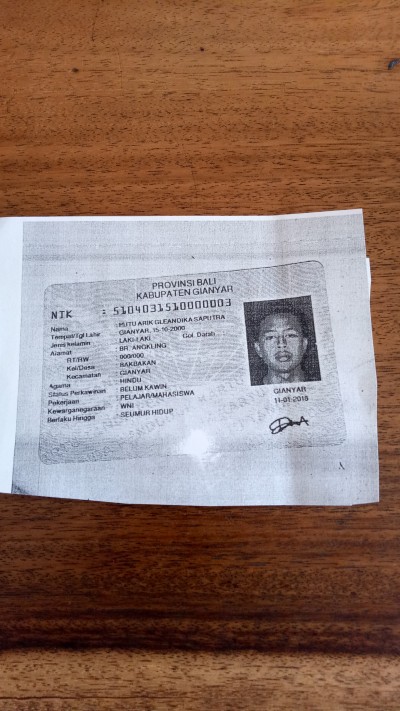 PROVINSI BALI
KABUPATEN GIANYAR
NIK : 5104031510000003
Nama : PUTU ARIK GLEANDIKA SAPUTRA
Tempat/Tgl Lahir : GIANYAR, 15-10-2000
Jenis kelamin : LAKI-LAKI Gol. Darah
Alamat : BR. ANGKLING
RT/RW : 000/000
Kel/Desa : BAKBAKAN
Kecamatan : GIANYAR
Agama : HINDU
Status Perkawinan : BELUM KAWIN
Pekerjaan : PELAJAR/MAHASISWA
Kewarganegaraan : WNI
Berlaku Hingga : SEUMUR HIDUP
GIANYAR
11-01-2018